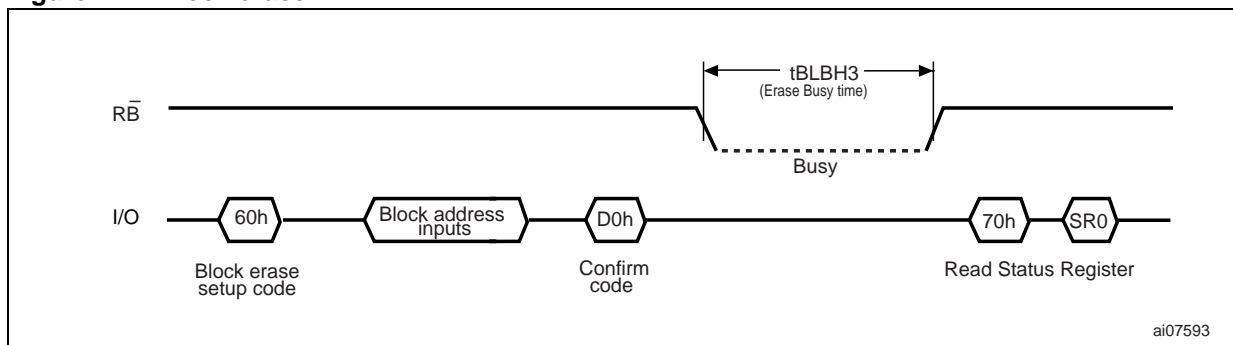 tBLBH3
(Erase Busy time)
RB̅
Busy
I/O
60h
Block address
inputs
D0h
70h
SR0
Block erase
setup code
Confirm
code
Read Status Register
ai07593